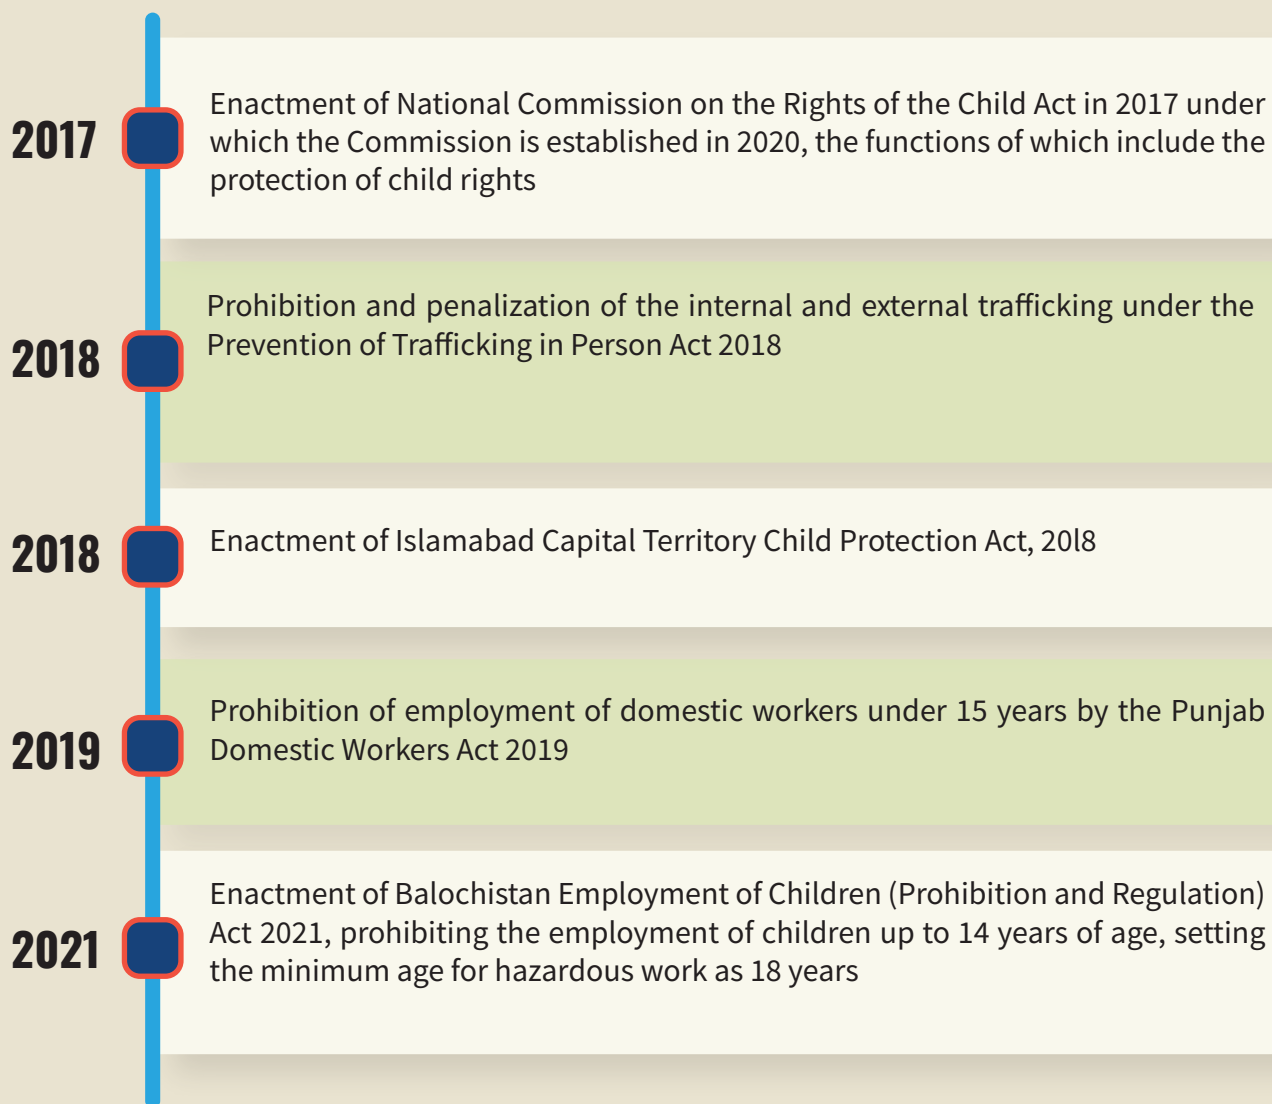 2017
Enactment of National Commission on the Rights of the Child Act in 2017 under
which the Commission is established in 2020, the functions of which include the
protection of child rights
2018
Prohibition and penalization of the internal and external trafficking under the
Prevention of Trafficking in Person Act 2018
2018
Enactment of Islamabad Capital Territory Child Protection Act, 20l8
2019
Prohibition of employment of domestic workers under 15 years by the Punjab
Domestic Workers Act 2019
2021
Enactment of Balochistan Employment of Children (Prohibition and Regulation)
Act 2021, prohibiting the employment of children up to 14 years of age, setting
the minimum age for hazardous work as 18 years